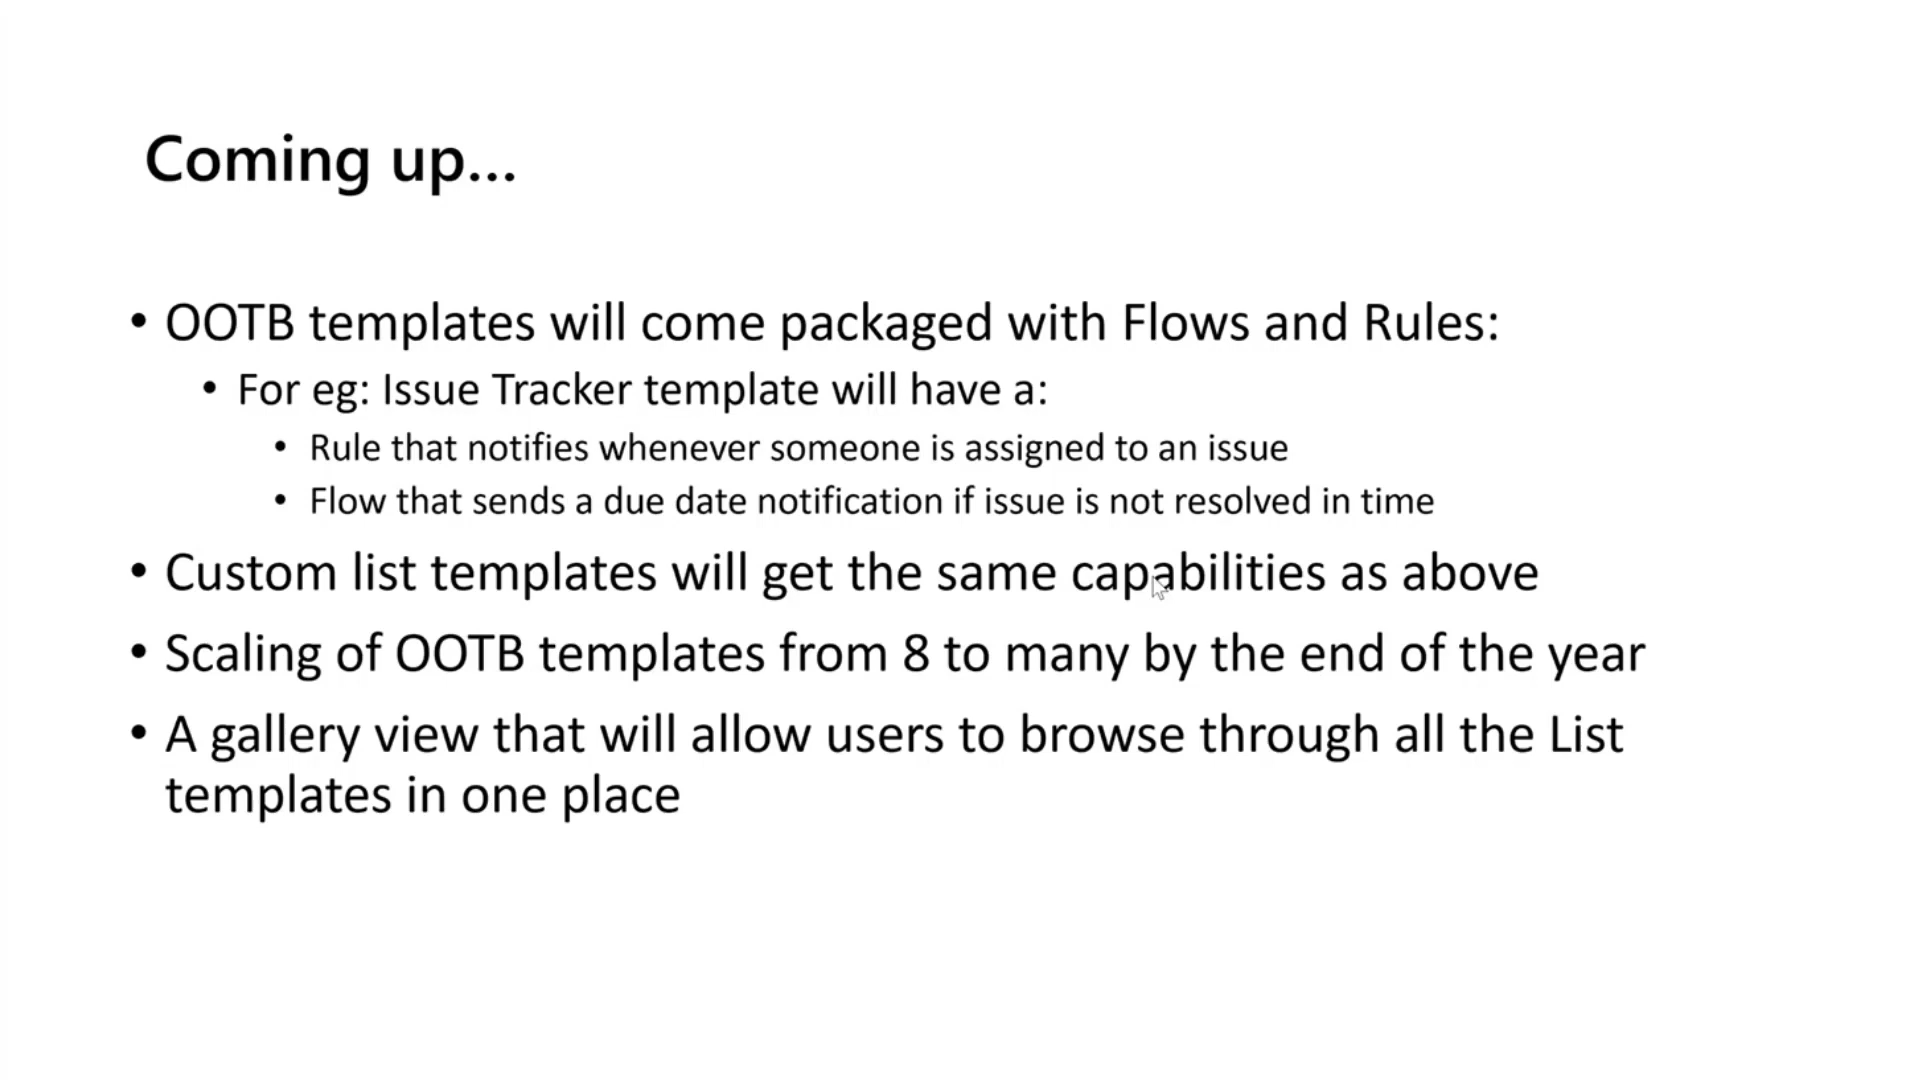 Coming up...
• OOTB templates will come packaged with Flows and Rules:
• For eg: Issue Tracker template will have a:
• Rule that notifies whenever someone is assigned to an issue
• Flow that sends a due date notification if issue is not resolved in time
• Custom list templates will get the same capabilities as above
• Scaling of OOTB templates from 8 to many by the end of the year
• A gallery view that will allow users to browse through all the List
templates in one place